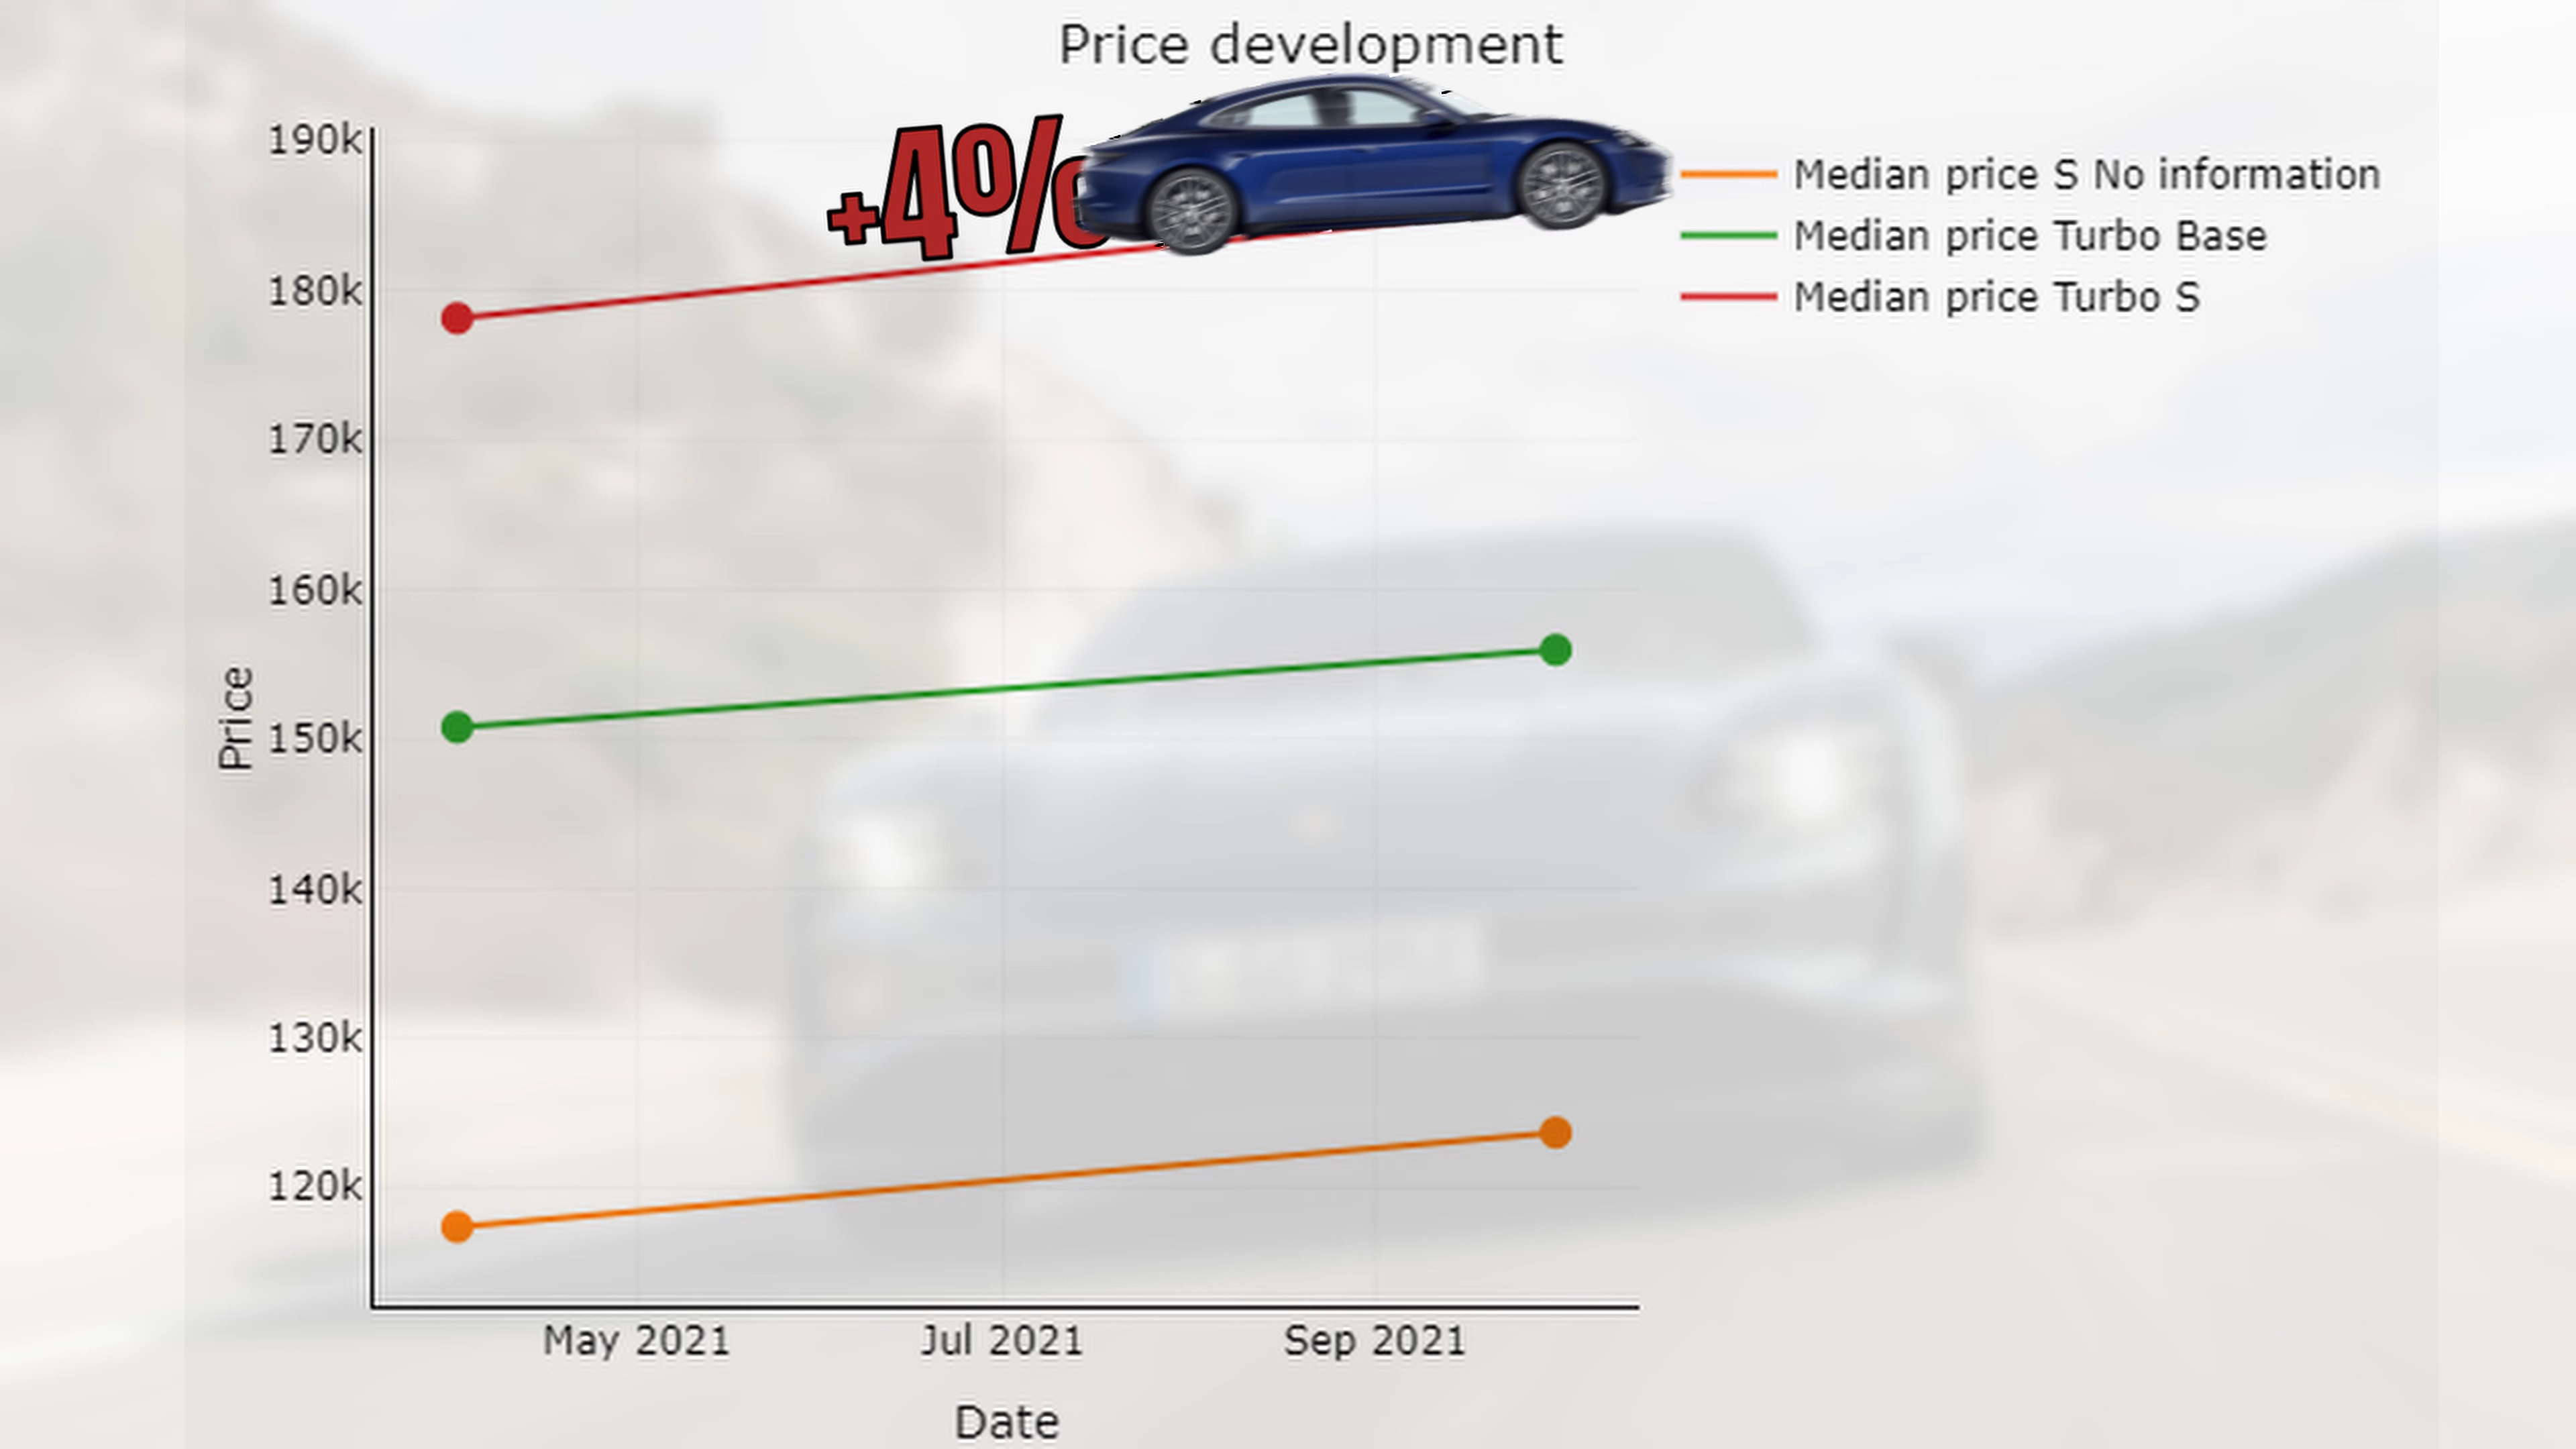 Price development
+4%
190k
180k
170k
160k
150k
140k
130k
120k
Price
Median price S No information
Median price Turbo Base
Median price Turbo S
May 2021
Jul 2021
Sep 2021
Date